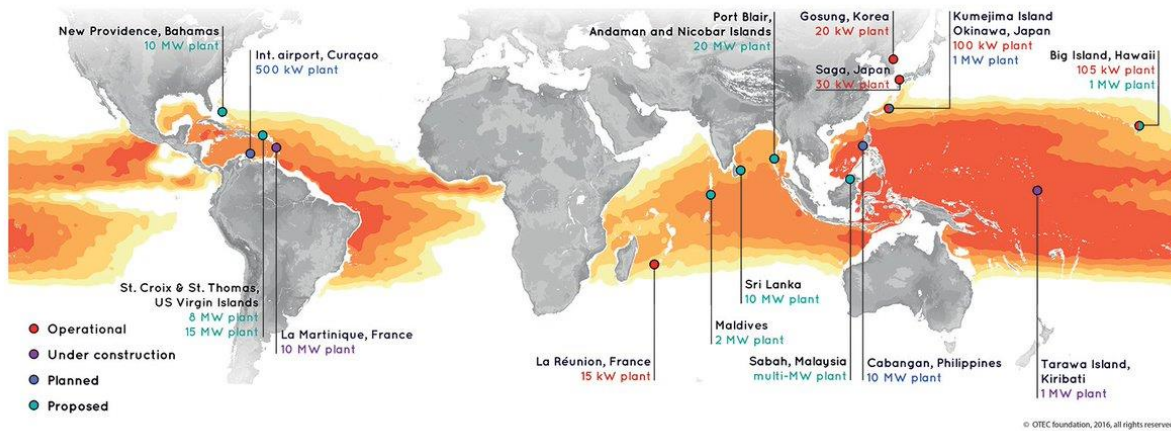 New Providence, Bahamas
10 MW plant
Int. airport, Curaçao
500 kW plant
Port Blair,
Andaman and Nicobar Islands
20 MW plant
Gosung, Korea
20 kW plant
Saga, Japan
30 kW plant
Kumejima Island
Okinawa, Japan
100 kW plant
1 MW plant
Big Island, Hawaii
105 kW plant
1 MW plant
St. Croix & St. Thomas,
US Virgin Islands
8 MW plant
15 MW plant
La Martinique, France
10 MW plant
La Réunion, France
15 kW plant
Sri Lanka
10 MW plant
Maldives
2 MW plant
Sabah, Malaysia
multi-MW plant
Cabangan, Philippines
10 MW plant
Tarawa Island,
Kiribati
1 MW plant
Operational
Under construction
Planned
Proposed
© OTEC foundation, 2016, all rights reserve